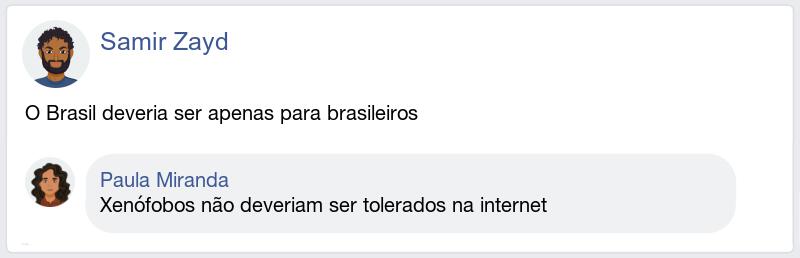 Samir Zayd
O Brasil deveria ser apenas para brasileiros
Paula Miranda
Xenófobos não deveriam ser tolerados na internet